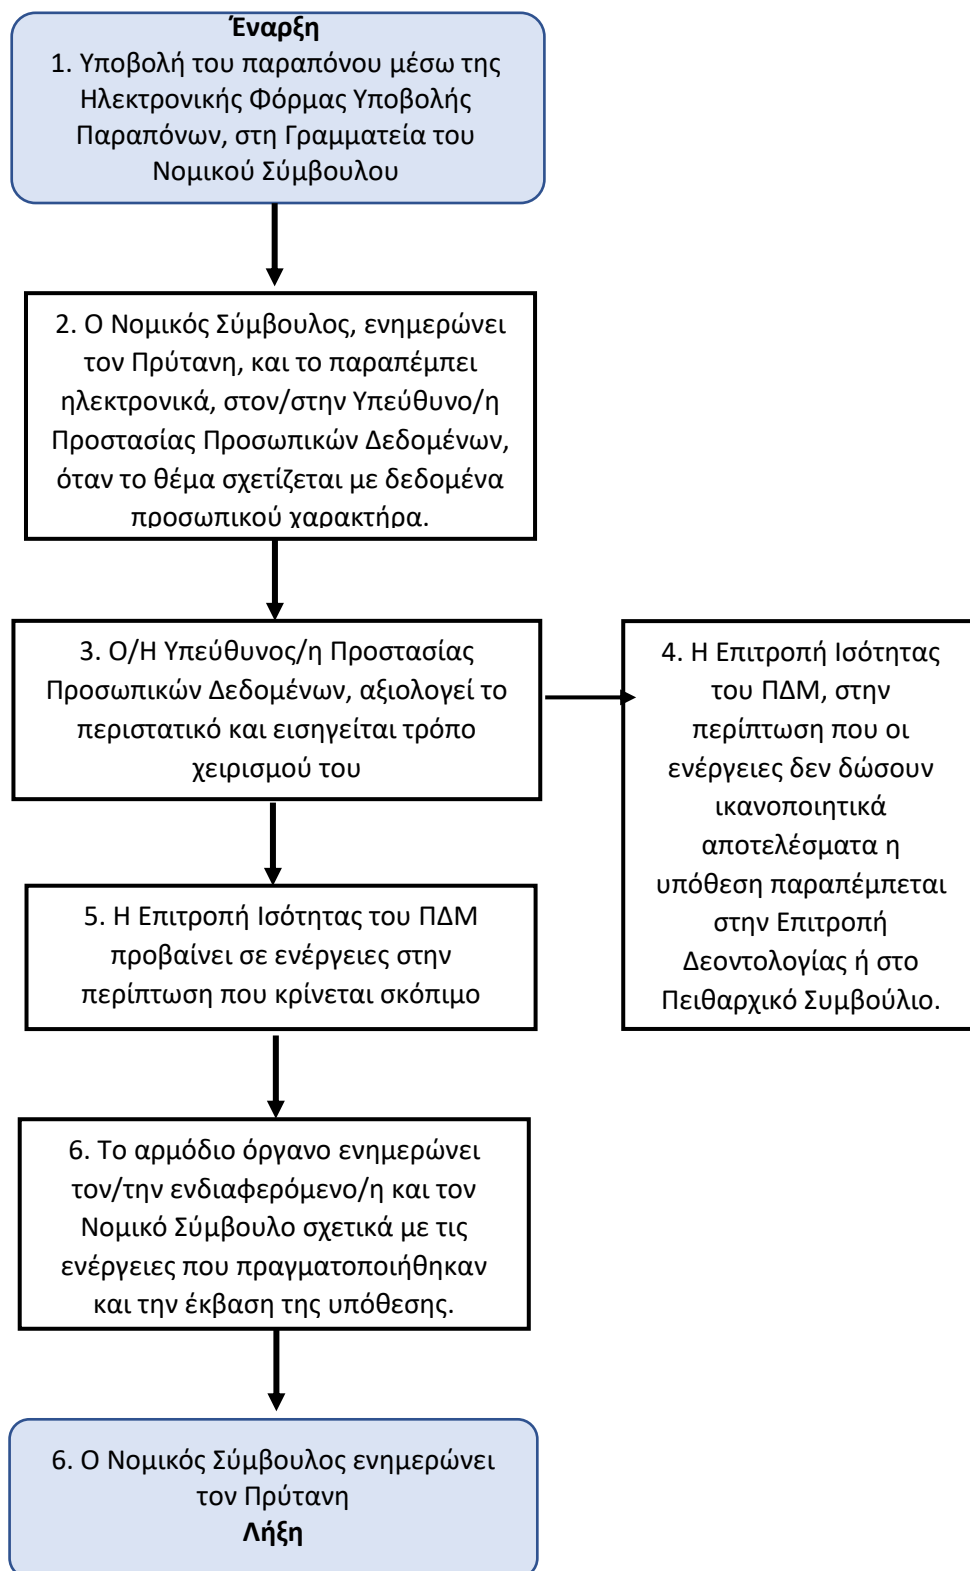 Έναρξη
1. Υποβολή του παραπόνου μέσω της
Ηλεκτρονικής Φόρμας Υποβολής
Παραπόνων, στη Γραμματεία του
Νομικού Σύμβουλου
2. Ο Νομικός Σύμβουλος, ενημερώνει
τον Πρύτανη, και το παραπέμπει
ηλεκτρονικά, στον/στην Υπεύθυνο/η
Προστασίας Προσωπικών Δεδομένων,
όταν το θέμα σχετίζεται με δεδομένα
προσωπικού χαρακτήρα.
3. Ο/Η Υπεύθυνος/η Προστασίας
Προσωπικών Δεδομένων, αξιολογεί το
περιστατικό και εισηγείται τρόπο
χειρισμού του
4. Η Επιτροπή Ισότητας
του ΠΔΜ, στην
περίπτωση που οι
ενέργειες δεν δώσουν
ικανοποιητικά
αποτελέσματα η
υπόθεση παραπέμπεται
στην Επιτροπή
Δεοντολογίας ή στο
Πειθαρχικό Συμβούλιο.
5. Η Επιτροπή Ισότητας του ΠΔΜ
προβαίνει σε ενέργειες στην
περίπτωση που κρίνεται σκόπιμο
6. Το αρμόδιο όργανο ενημερώνει
τον/την ενδιαφερόμενο/η και τον
Νομικό Σύμβουλο σχετικά με τις
ενέργειες που πραγματοποιήθηκαν
και την έκβαση της υπόθεσης.
6. Ο Νομικός Σύμβουλος ενημερώνει
τον Πρύτανη
Λήξη